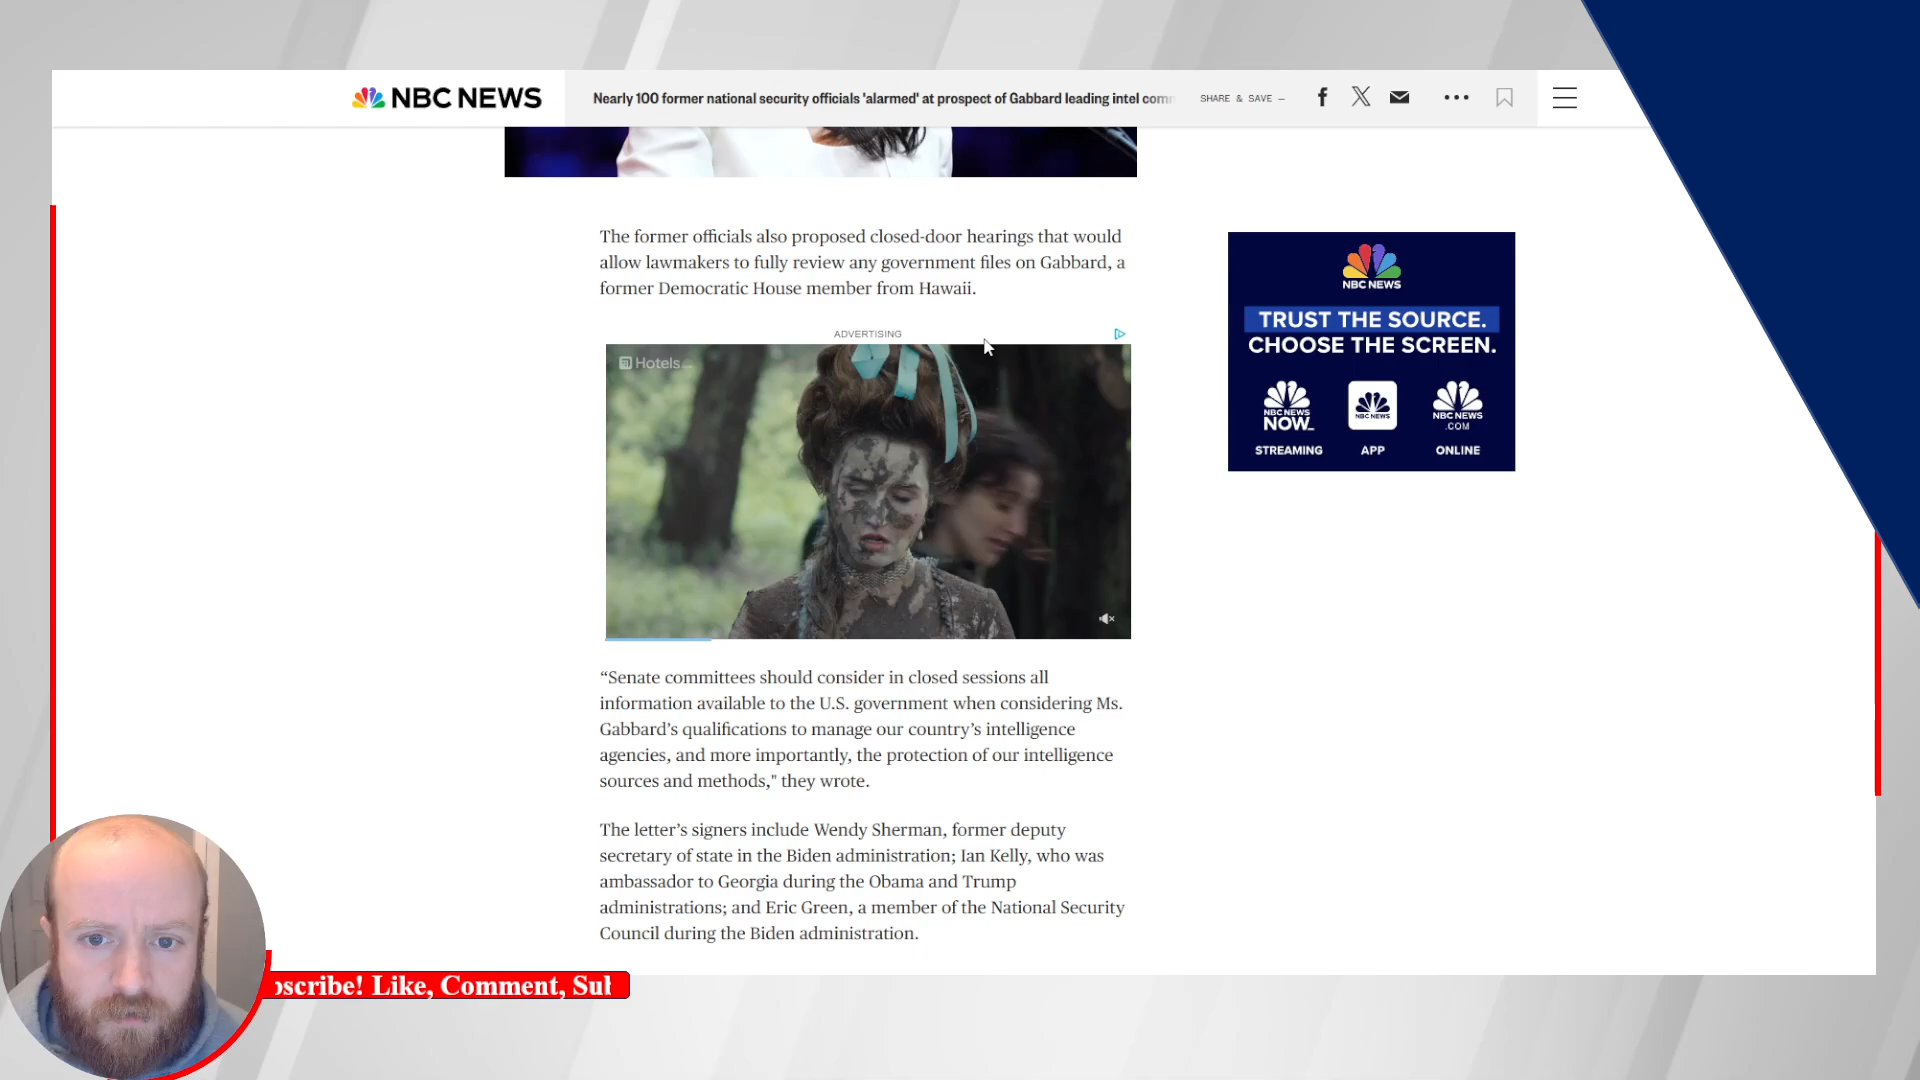 NBC NEWS
Nearly 100 former national security officials 'alarmed' at prospect of Gabbard leading intel
SHARE & SAVE —
The former officials also proposed closed-door hearings that would
allow lawmakers to fully review any government files on Gabbard, a
former Democratic House member from Hawaii.
ADVERTISING
Hotels
“Senate committees should consider in closed sessions all
information available to the U.S. government when considering Ms.
Gabbard’s qualifications to manage our country’s intelligence
agencies, and more importantly, the protection of our intelligence
sources and methods," they wrote.
The letter’s signers include Wendy Sherman, former deputy
secretary of state in the Biden administration; Ian Kelly, who was
ambassador to Georgia during the Obama and Trump
administrations; and Eric Green, a member of the National Security
Council during the Biden administration.
NBC NEWS
TRUST THE SOURCE.
CHOOSE THE SCREEN.
NBC NEWS
NOW
NBC NEWS
NBC NEWS
.COM
STREAMING
APP
ONLINE
bscribe! Like, Comment, Sub